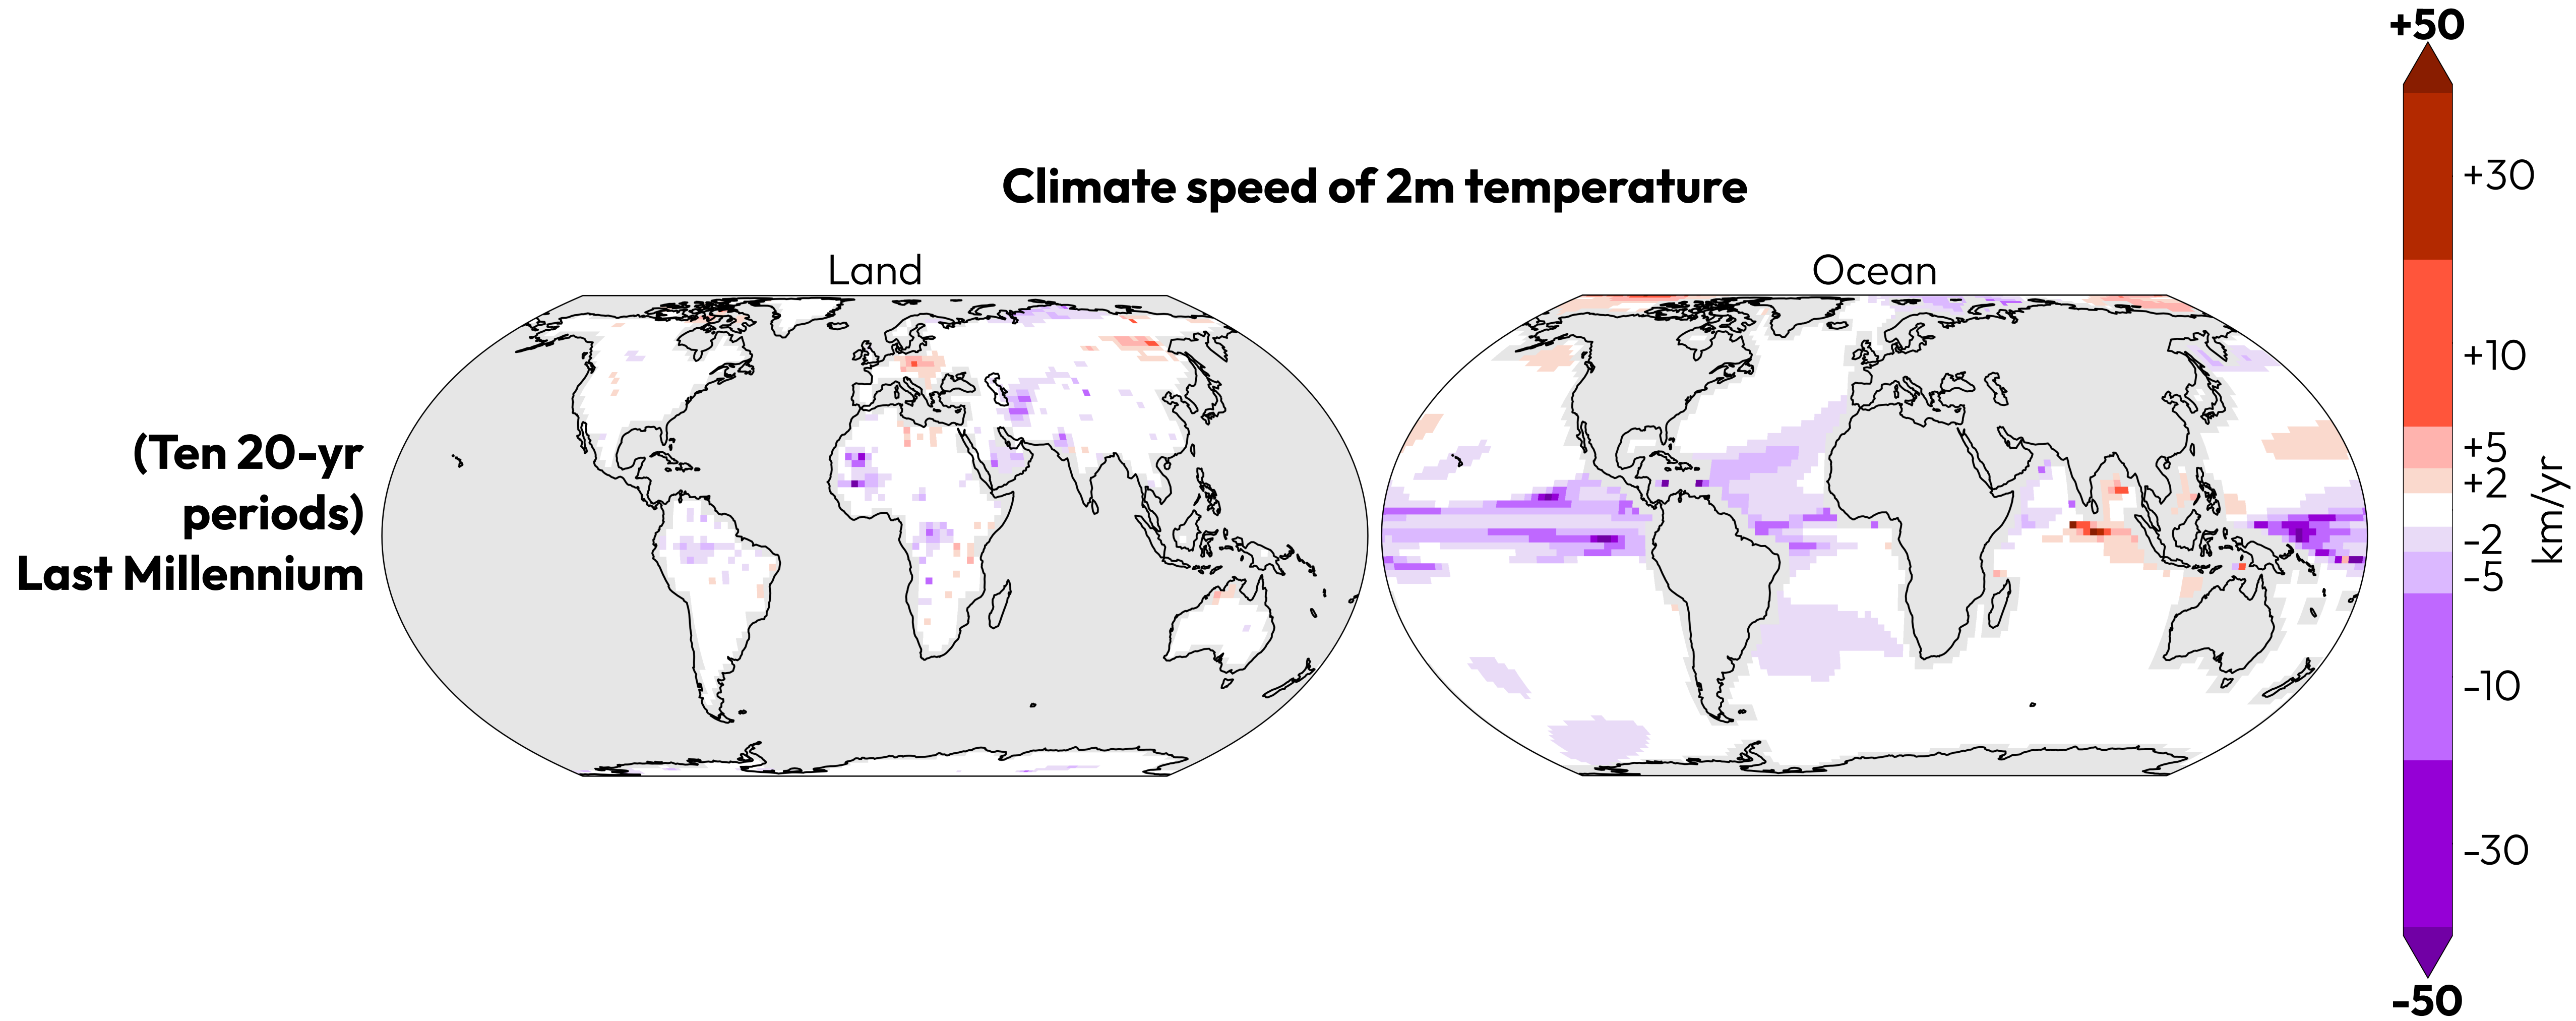 Climate speed of 2m temperature
Land
Ocean
(Ten 20-yr
periods)
Last Millennium
+50
+30
+10
+5
+2
-2
-5
-10
-30
-50
km/yr